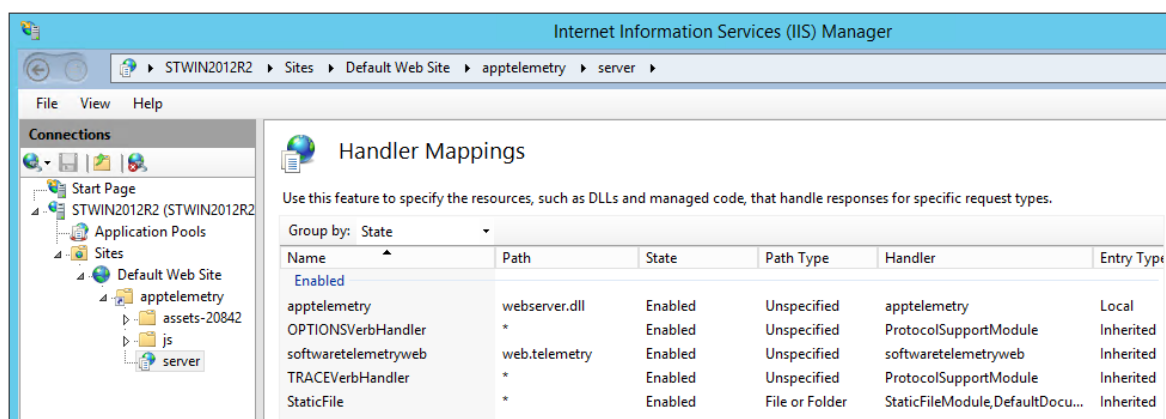 Internet Information Services (IIS) Manager
STWIN2012R2 Sites Default Web Site apptelemetry server
File View Help
Connections
Handler Mappings
Start Page
Use this feature to specify the resources, such as DLLs and managed code, that handle responses for specific request types.
STWIN2012R2 (STWIN2012R2
Application Pools
Group by: State
Sites
Name Path State Path Type Handler Entry Type
Default Web Site
Enabled
apptelemetry
apptelemetry webserver.dll Enabled Unspecified apptelemetry Local
assets-20842
OPTIONSVerbHandler * Enabled Unspecified ProtocolSupportModule Inherited
js
softwaretelemetryweb web.telemetry Enabled Unspecified softwaretelemetryweb Inherited
server
TRACEVerbHandler * Enabled Unspecified ProtocolSupportModule Inherited
StaticFile * Enabled File or Folder StaticFileModule,DefaultDocu... Inherited